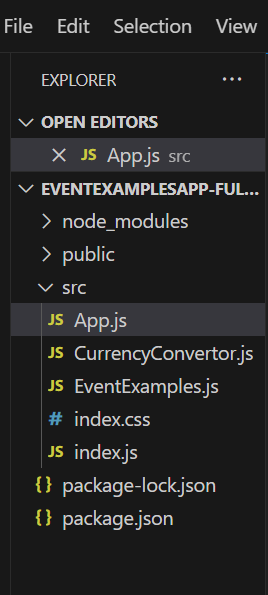 File Edit Selection View
EXPLORER ...
OPEN EDITORS
JS App.js src
EVENTEXAMPLESAPP-FUL...
node_modules
public
src
JS App.js
JS CurrencyConvertor.js
JS EventExamples.js
# index.css
JS index.js
{} package-lock.json
{} package.json